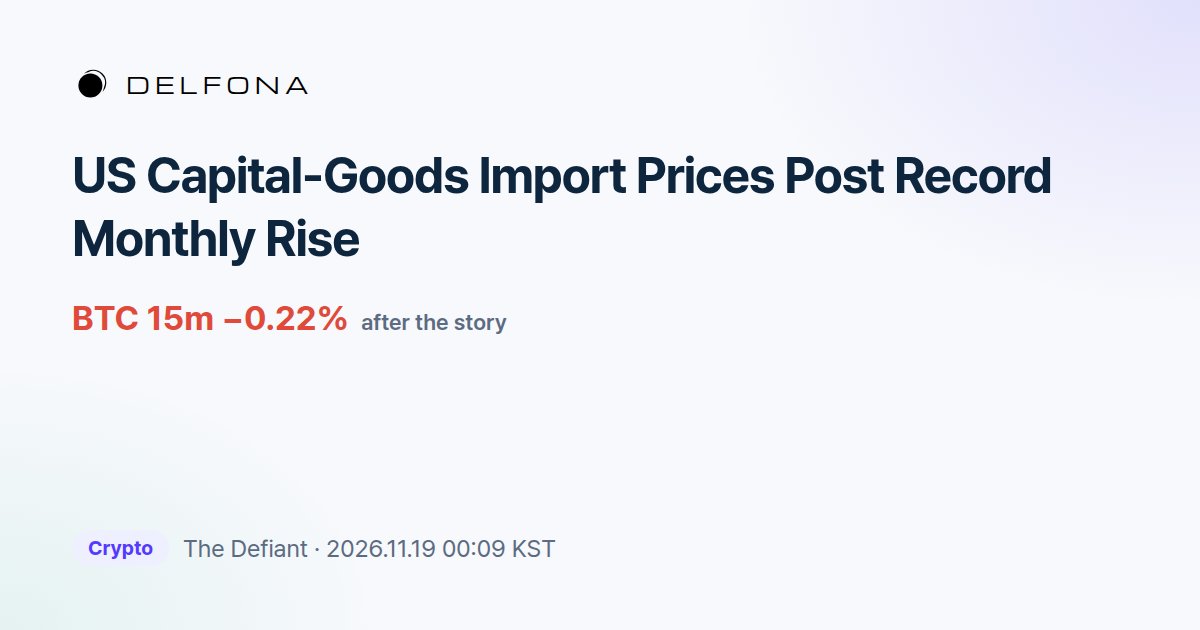 DELFONA
US Capital-Goods Import Prices Post Record
Monthly Rise
BTC 15m −0.22% after the story
Crypto The Defiant · 2026.11.19 00:09 KST